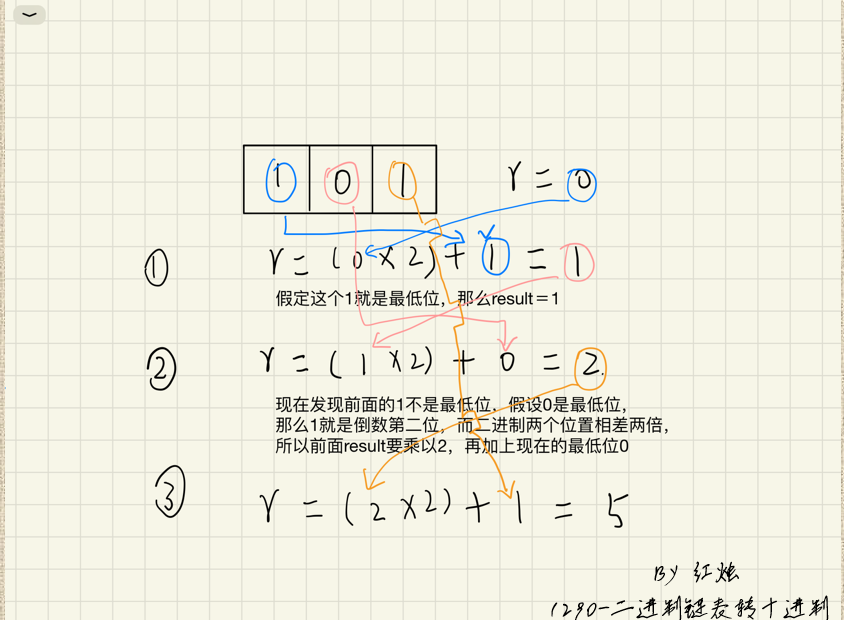 1 0 1 r = 0
① r = (0 × 2) + 1 = 1
假定这个1就是最低位，那么result＝1
② r = (1 × 2) + 0 = 2
现在发现前面的1不是最低位，假设0是最低位，
那么1就是倒数第二位，而二进制两个位置相差两倍，
所以前面result要乘以2，再加上现在的最低位0
③ r = (2 × 2) + 1 = 5
BY 红烛
1290-二进制链表转十进制